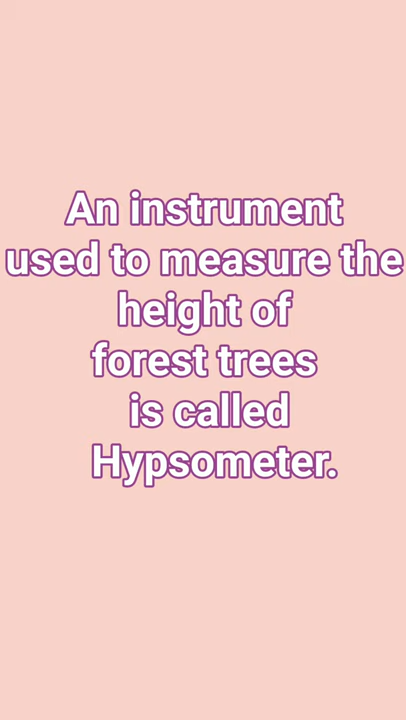 An instrument
used to measure the
height of
forest trees
is called
Hypsometer.